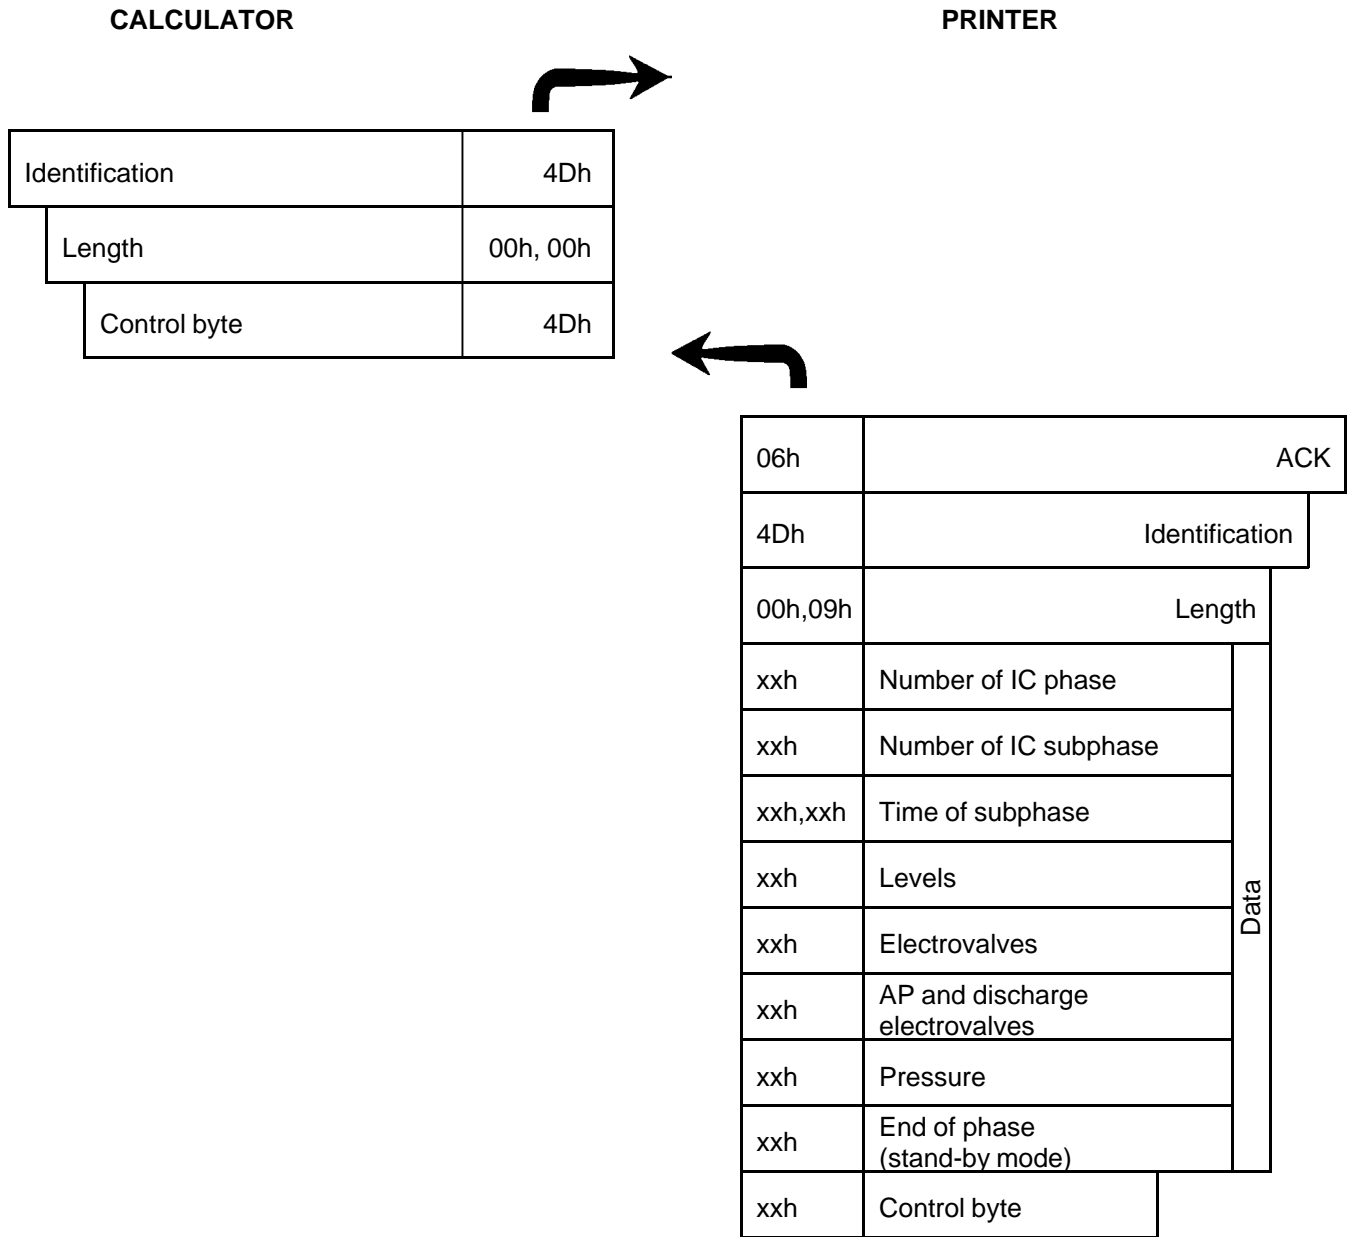 CALCULATOR PRINTER
Identification 4Dh
Length 00h, 00h
Control byte 4Dh
06h ACK
4Dh Identification
00h,09h Length
xxh Number of IC phase
xxh Number of IC subphase
xxh,xxh Time of subphase
xxh Levels
xxh Electrovalves
xxh AP and discharge
electrovalves
xxh Pressure
xxh End of phase
(stand-by mode)
Data
xxh Control byte